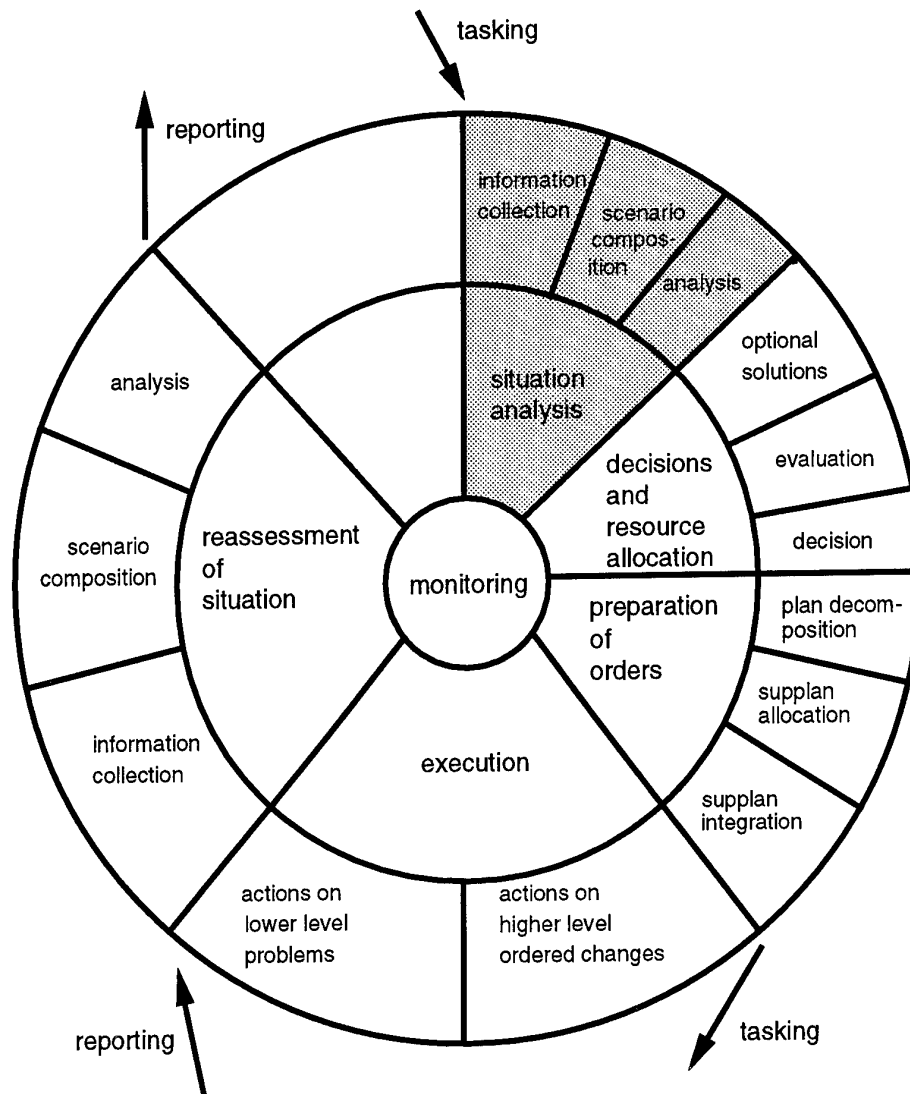 tasking
reporting
information
collection
scenario
compos-
ition
analysis
situation
analysis
optional
solutions
evaluation
decision
decisions
and
resource
allocation
monitoring
preparation
of
orders
plan decom-
position
supplan
allocation
supplan
integration
execution
actions on
higher level
ordered changes
actions on
lower level
problems
reassessment
of
situation
analysis
scenario
composition
information
collection
reporting
tasking